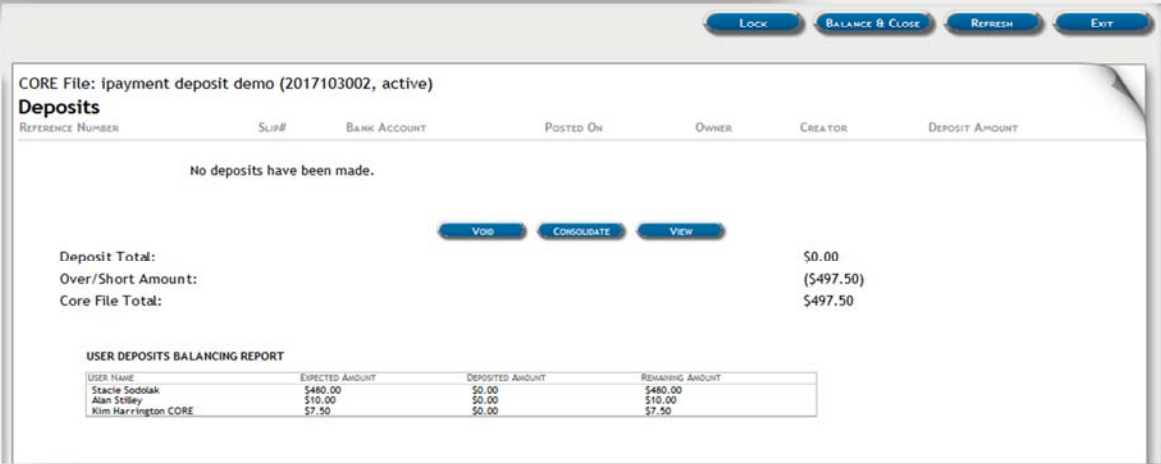 Lock Balance & Close Refresh Exit
CORE File: ipayment deposit demo (2017103002, active)
Deposits
Reference Number Slip# Bank Account Posted On Owner Creator Deposit Amount
No deposits have been made.
Void Consolidate View
Deposit Total: $0.00
Over/Short Amount: ($497.50)
Core File Total: $497.50
USER DEPOSITS BALANCING REPORT
User Name Expected Amount Deposited Amount Remaining Amount
Stacie Sodolak $480.00 $0.00 $480.00
Alan Stilley $10.00 $0.00 $10.00
Kim Harrington CORE $7.50 $0.00 $7.50